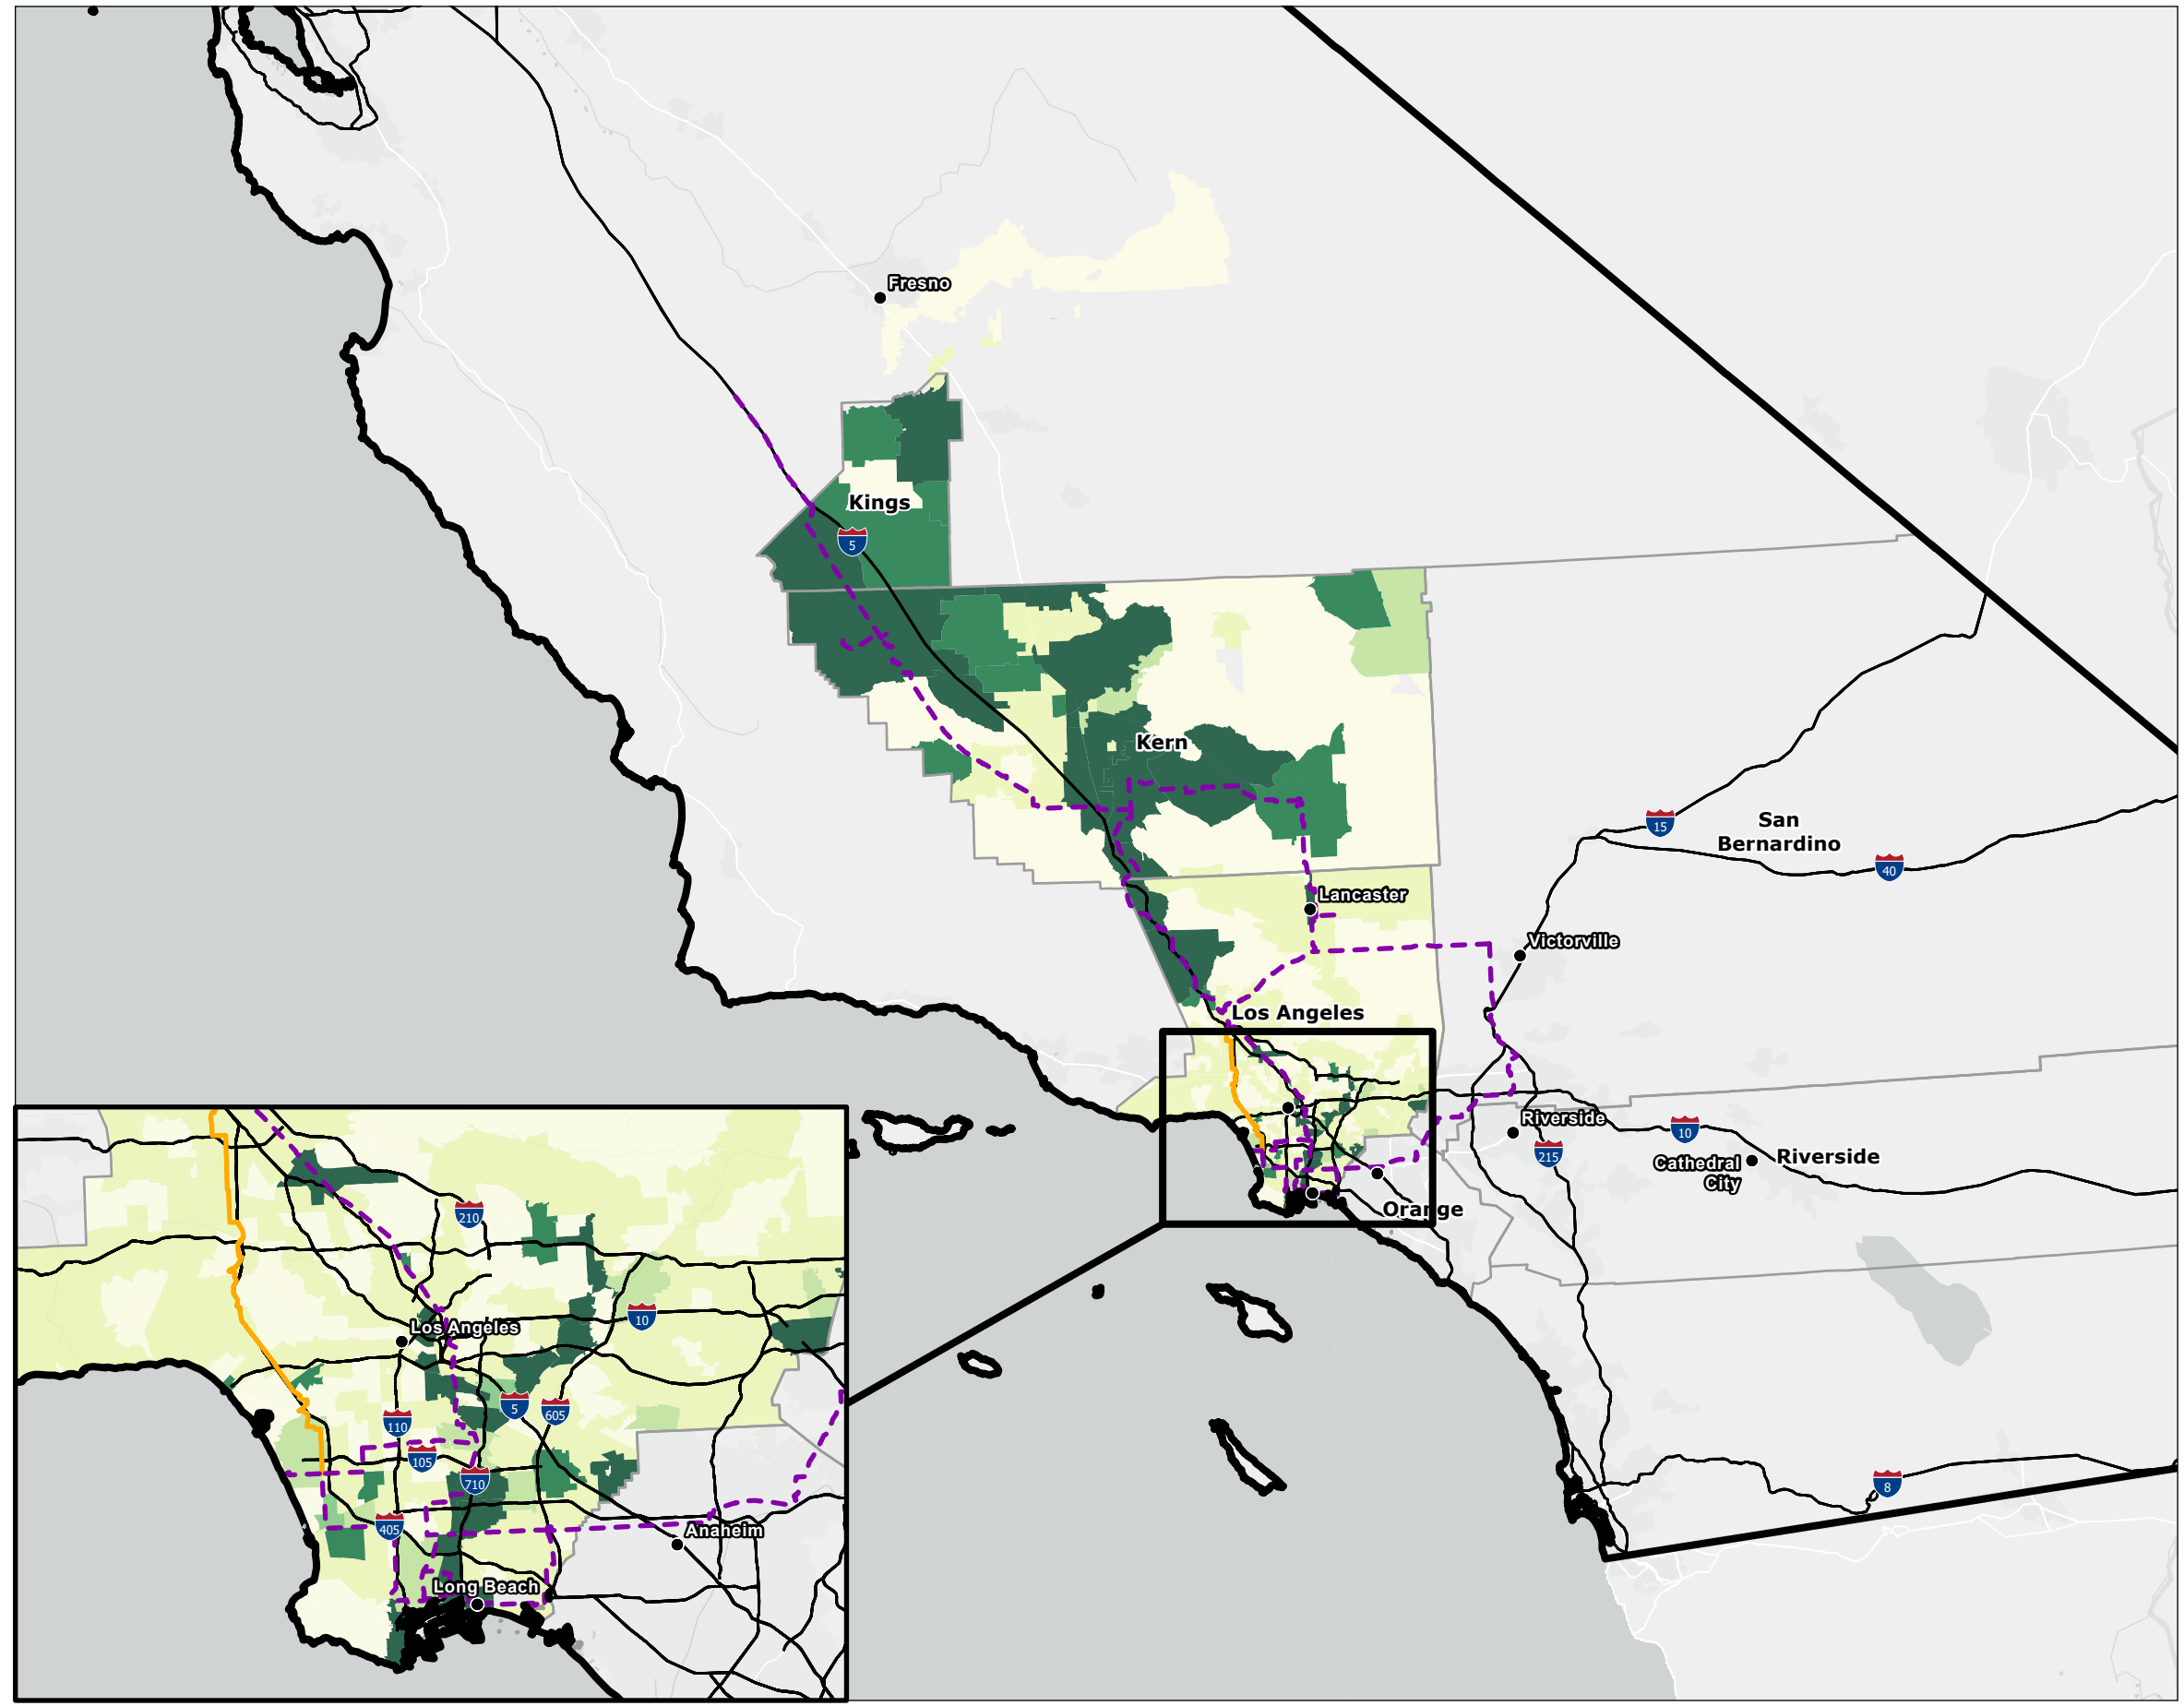 Fresno
Kings
5
Kern
San
Bernardino
15
40
Lancaster
Victorville
Los Angeles
Riverside
10
215
Cathedral
City
Riverside
Orange
8
210
10
Los Angeles
5
605
110
105
710
405
Anaheim
Long Beach